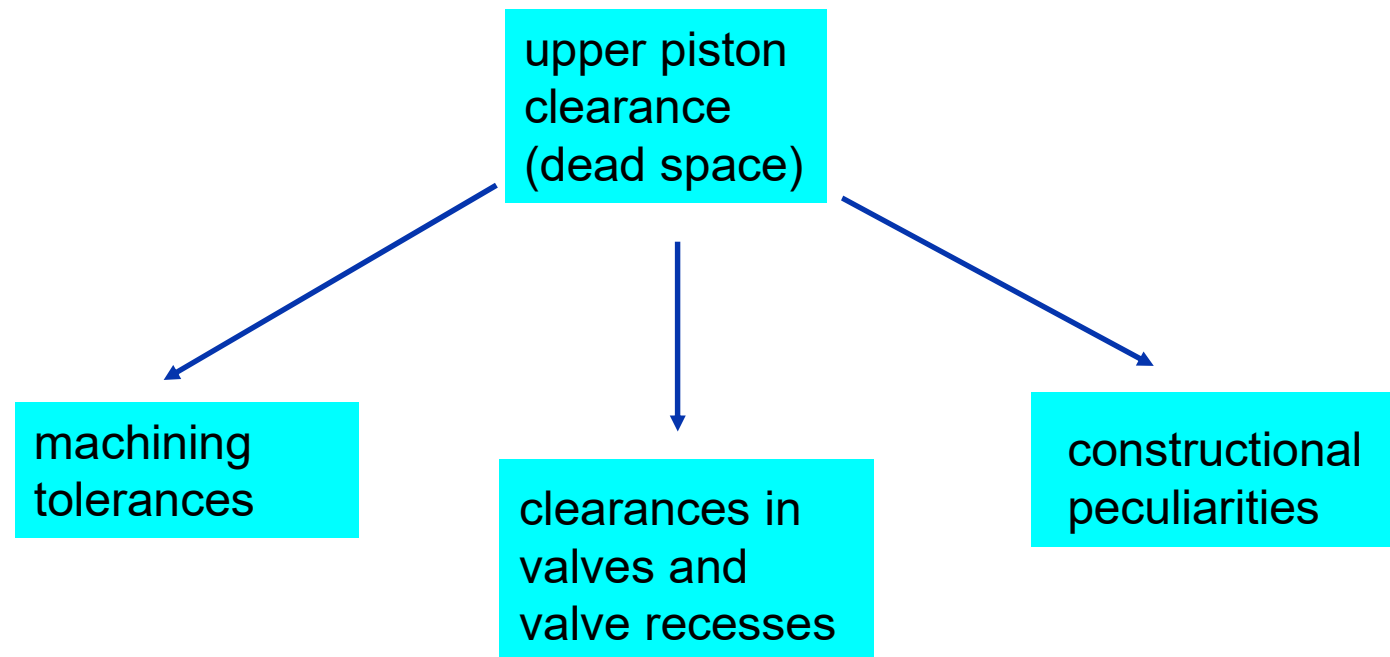 upper piston
clearance
(dead space)
machining
tolerances
clearances in
valves and
valve recesses
constructional
peculiarities